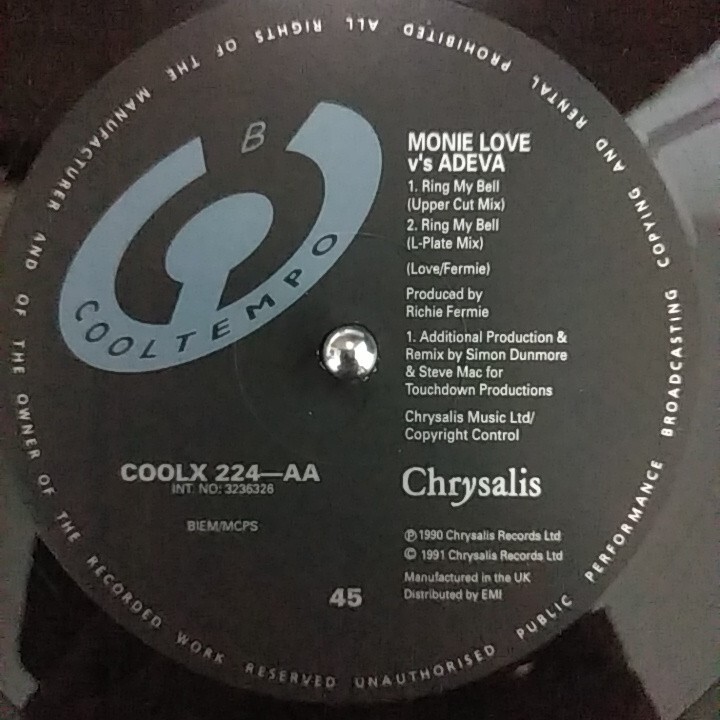 ALL RIGHTS OF THE MANUFACTURER AND OF THE OWNER OF THE RECORDED WORK RESERVED UNAUTHORISED PUBLIC PERFORMANCE BROADCASTING COPYING AND RENTAL PROHIBITED
B
COOLTEMPO
MONIE LOVE
v's ADEVA
1. Ring My Bell
(Upper Cut Mix)
2. Ring My Bell
(L-Plate Mix)
(Love/Fermie)
Produced by
Richie Fermie
1. Additional Production &
Remix by Simon Dunmore
& Steve Mac for
Touchdown Productions
Chrysalis Music Ltd/
Copyright Control
COOLX 224—AA
INT. NO: 3236326
BIEM/MCPS
45
Chrysalis
℗ 1990 Chrysalis Records Ltd
© 1991 Chrysalis Records Ltd
Manufactured in the UK
Distributed by EMI